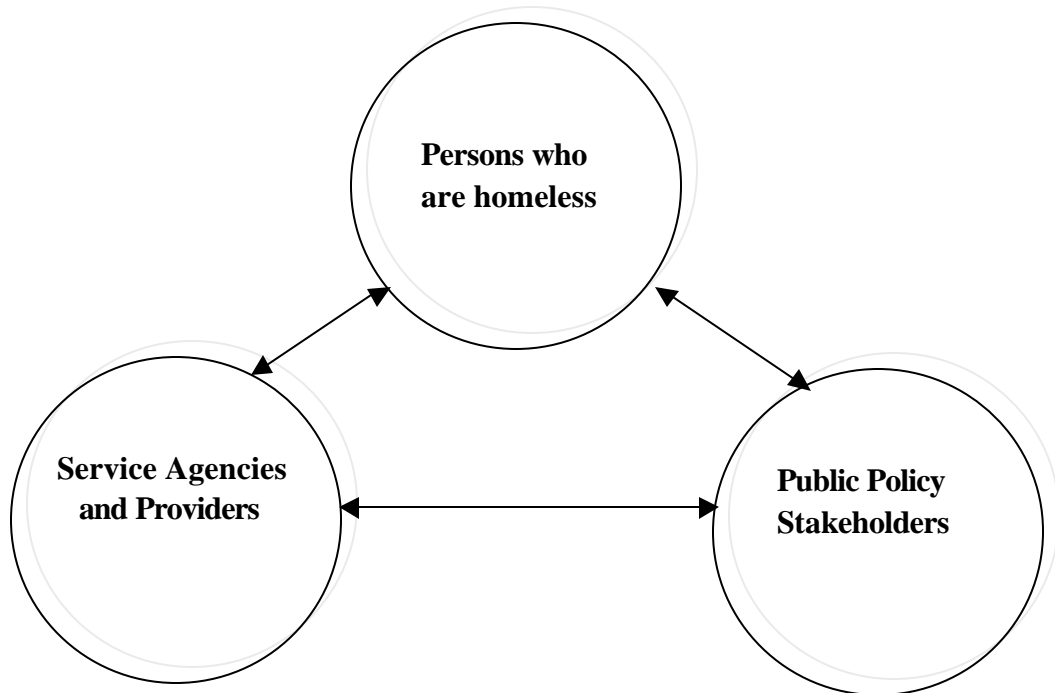 Persons who
are homeless
Service Agencies
and Providers
Public Policy
Stakeholders